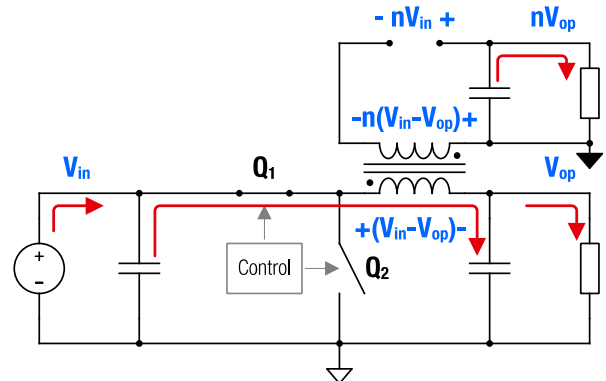 - nVin + nVop
-n(Vin-Vop)+
Vin Q1 Vop
+(Vin-Vop)-
Control Q2
+
-